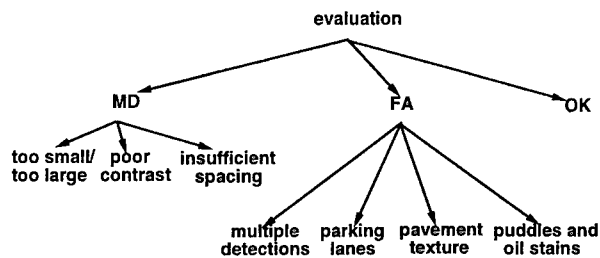 evaluation
MD
FA
OK
too small/
too large
poor
contrast
insufficient
spacing
multiple
detections
parking
lanes
pavement
texture
puddles and
oil stains